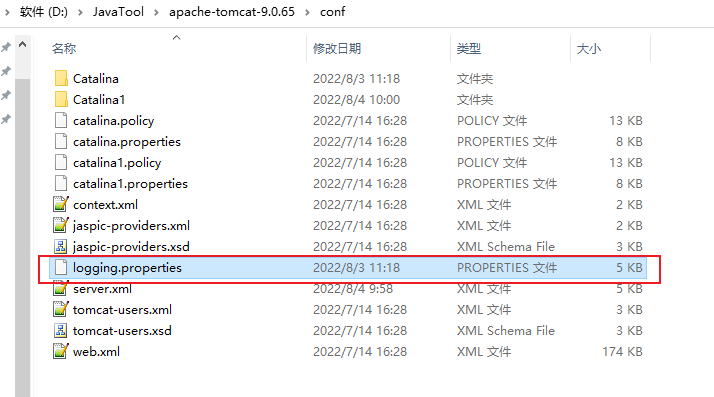 软件 (D:) > JavaTool > apache-tomcat-9.0.65 > conf
名称 修改日期 类型 大小
Catalina 2022/8/3 11:18 文件夹
Catalina1 2022/8/4 10:00 文件夹
catalina.policy 2022/7/14 16:28 POLICY 文件 13 KB
catalina.properties 2022/7/14 16:28 PROPERTIES 文件 8 KB
catalina1.policy 2022/7/14 16:28 POLICY 文件 13 KB
catalina1.properties 2022/7/14 16:28 PROPERTIES 文件 8 KB
context.xml 2022/7/14 16:28 XML 文件 2 KB
jaspic-providers.xml 2022/7/14 16:28 XML 文件 2 KB
jaspic-providers.xsd 2022/7/14 16:28 XML Schema File 3 KB
logging.properties 2022/8/3 11:18 PROPERTIES 文件 5 KB
server.xml 2022/8/4 9:58 XML 文件 5 KB
tomcat-users.xml 2022/7/14 16:28 XML 文件 3 KB
tomcat-users.xsd 2022/7/14 16:28 XML Schema File 3 KB
web.xml 2022/7/14 16:28 XML 文件 174 KB